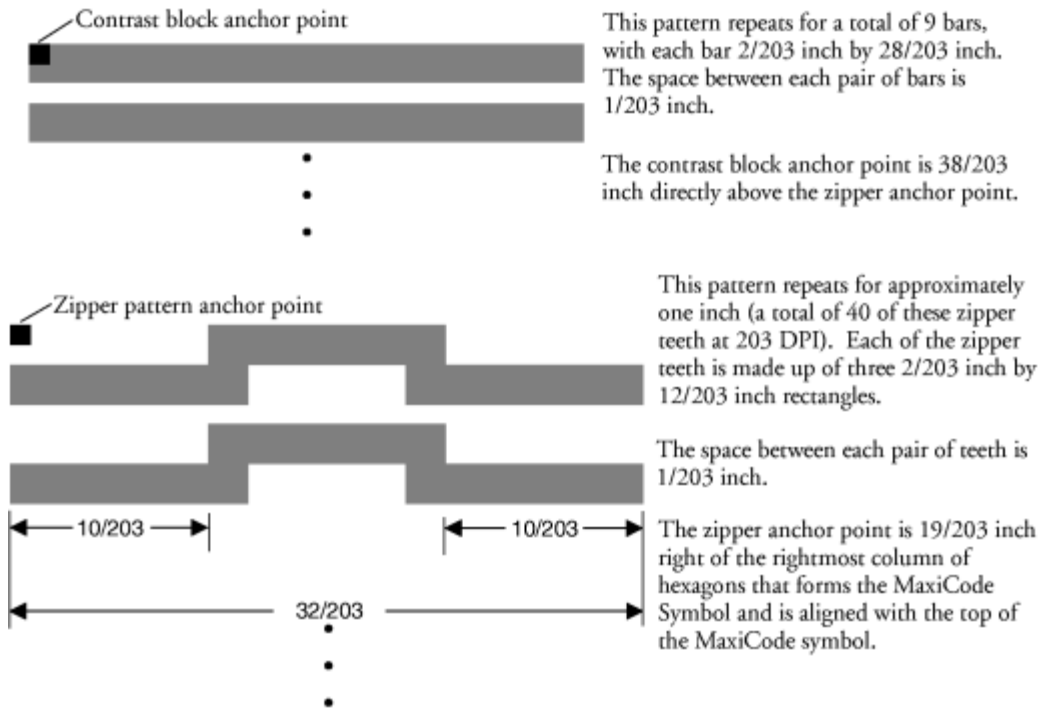 Contrast block anchor point
This pattern repeats for a total of 9 bars,
with each bar 2/203 inch by 28/203 inch.
The space between each pair of bars is
1/203 inch.
The contrast block anchor point is 38/203
inch directly above the zipper anchor point.
Zipper pattern anchor point
This pattern repeats for approximately
one inch (a total of 40 of these zipper
teeth at 203 DPI). Each of the zipper
teeth is made up of three 2/203 inch by
12/203 inch rectangles.
The space between each pair of teeth is
1/203 inch.
10/203
10/203
32/203
The zipper anchor point is 19/203 inch
right of the rightmost column of
hexagons that forms the MaxiCode
Symbol and is aligned with the top of
the MaxiCode symbol.